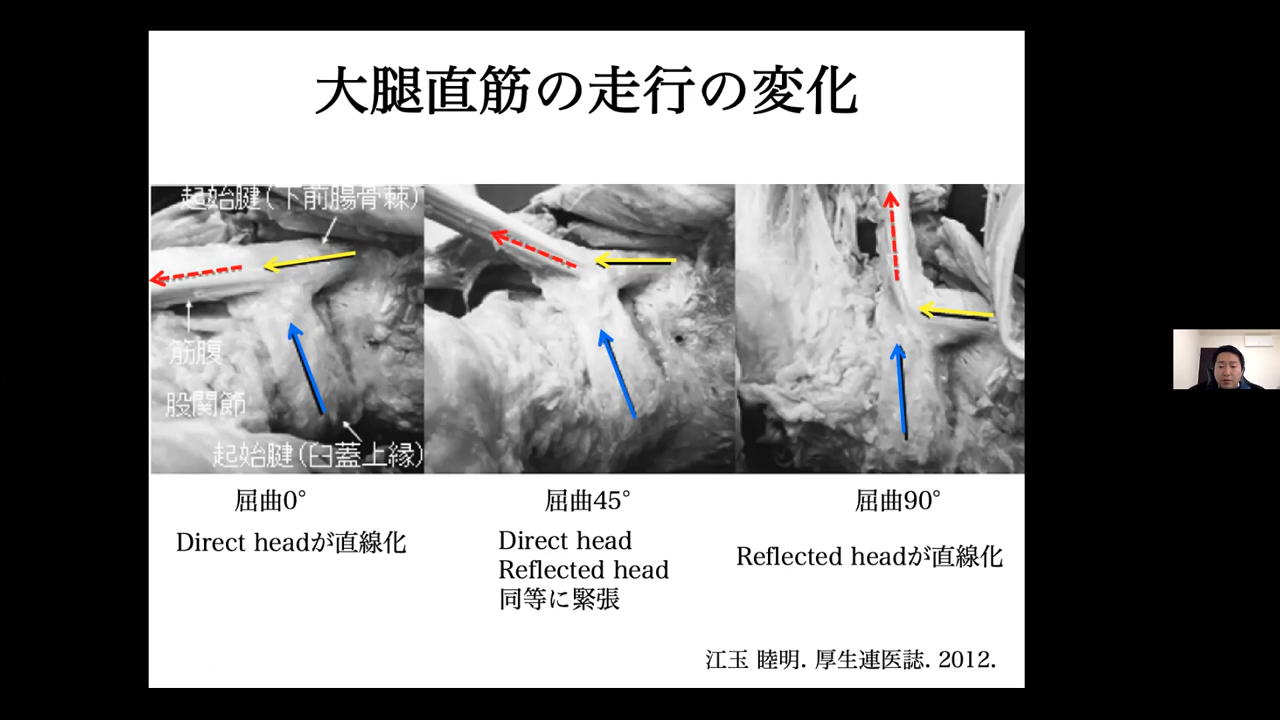 大腿直筋の走行の変化
起始腱(下前腸骨棘)
筋腹
股関節
起始腱(臼蓋上縁)
屈曲0°
Direct headが直線化
屈曲45°
Direct head
Reflected head
同等に緊張
屈曲90°
Reflected headが直線化
江玉 睦明. 厚生連医誌. 2012.